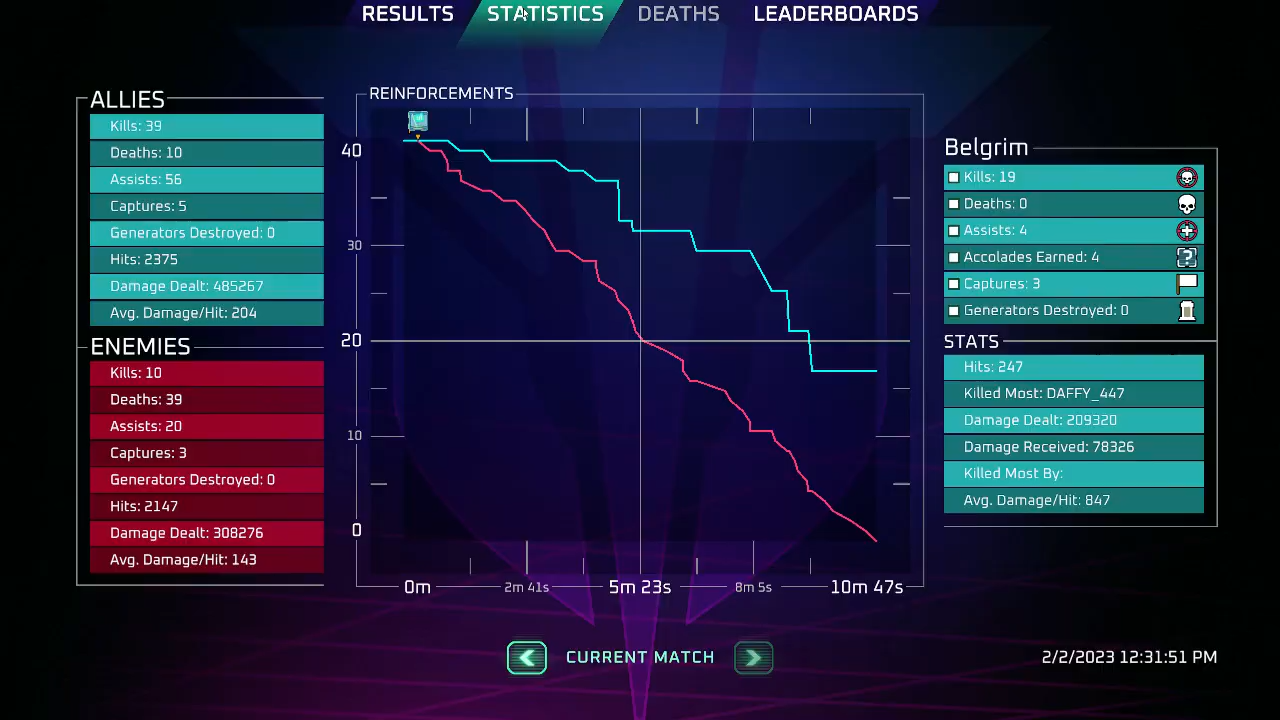 RESULTS STATISTICS DEATHS LEADERBOARDS
ALLIES
Kills: 39
Deaths: 10
Assists: 56
Captures: 5
Generators Destroyed: 0
Hits: 2375
Damage Dealt: 485267
Avg. Damage/Hit: 204
ENEMIES
Kills: 10
Deaths: 39
Assists: 20
Captures: 3
Generators Destroyed: 0
Hits: 2147
Damage Dealt: 308276
Avg. Damage/Hit: 143
REINFORCEMENTS
40
30
20
10
0
0m 2m 41s 5m 23s 8m 5s 10m 47s
Belgrim
Kills: 19
Deaths: 0
Assists: 4
Accolades Earned: 4
Captures: 3
Generators Destroyed: 0
STATS
Hits: 247
Killed Most: DAFFY_447
Damage Dealt: 209320
Damage Received: 78326
Killed Most By:
Avg. Damage/Hit: 847
CURRENT MATCH
2/2/2023 12:31:51 PM